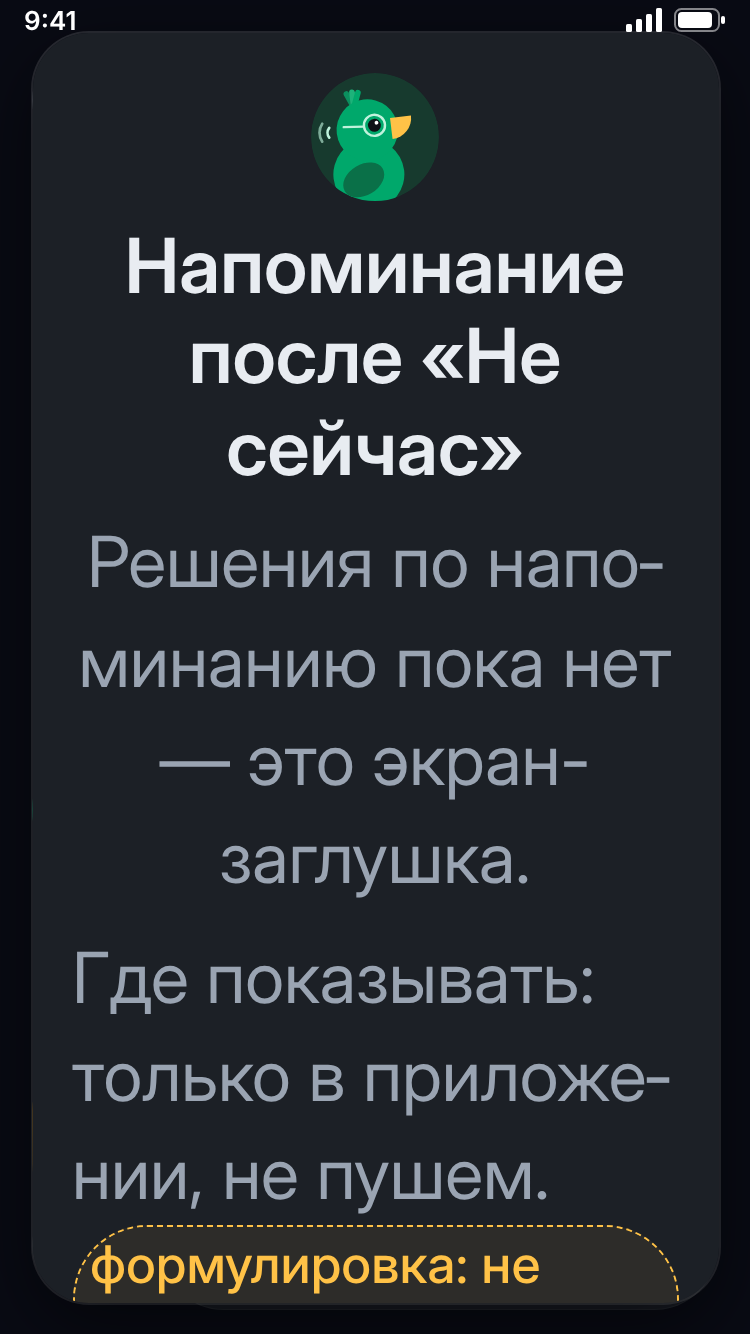 9:41
Напоминание
после «Не
сейчас»
Решения по напо-
минанию пока нет
— это экран-
заглушка.
Где показывать:
только в приложе-
нии, не пушем.
формулировка: не